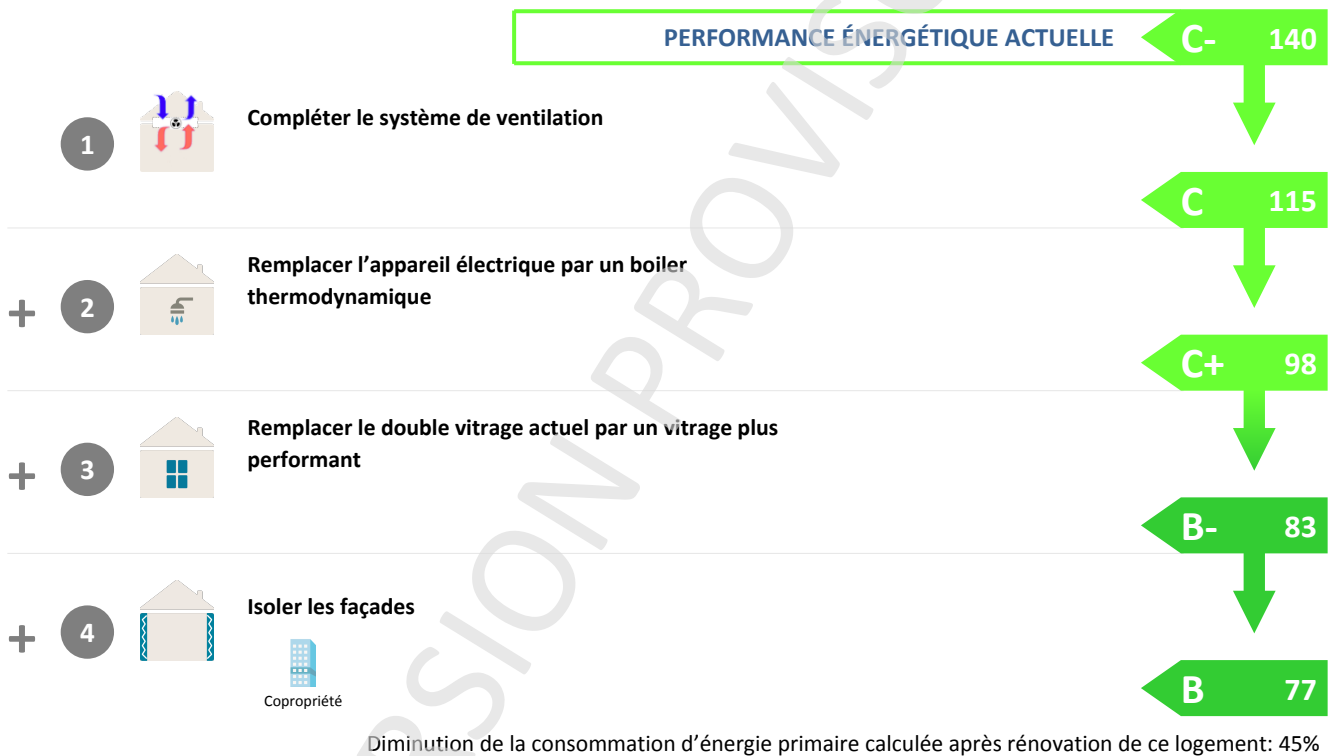 PERFORMANCE ÉNERGÉTIQUE ACTUELLE C- 140
1 Compléter le système de ventilation
C 115
+ 2 Remplacer l'appareil électrique par un boiler
thermodynamique
C+ 98
+ 3 Remplacer le double vitrage actuel par un vitrage plus
performant
B- 83
+ 4 Isoler les façades
Copropriété
B 77
Diminution de la consommation d'énergie primaire calculée après rénovation de ce logement: 45%